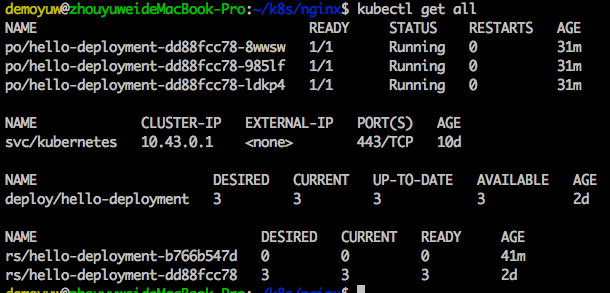 demoyuw@zhouyuweideMacBook-Pro:~/k8s/nginx$ kubectl get all
NAME READY STATUS RESTARTS AGE
po/hello-deployment-dd88fcc78-8wwsw 1/1 Running 0 31m
po/hello-deployment-dd88fcc78-985lf 1/1 Running 0 31m
po/hello-deployment-dd88fcc78-ldkp4 1/1 Running 0 31m
NAME CLUSTER-IP EXTERNAL-IP PORT(S) AGE
svc/kubernetes 10.43.0.1 <none> 443/TCP 10d
NAME DESIRED CURRENT UP-TO-DATE AVAILABLE AGE
deploy/hello-deployment 3 3 3 3 2d
NAME DESIRED CURRENT READY AGE
rs/hello-deployment-b766b547d 0 0 0 41m
rs/hello-deployment-dd88fcc78 3 3 3 2d
demoyuw@zhouyuweideMacBook-Pro:~/k8s/nginx$